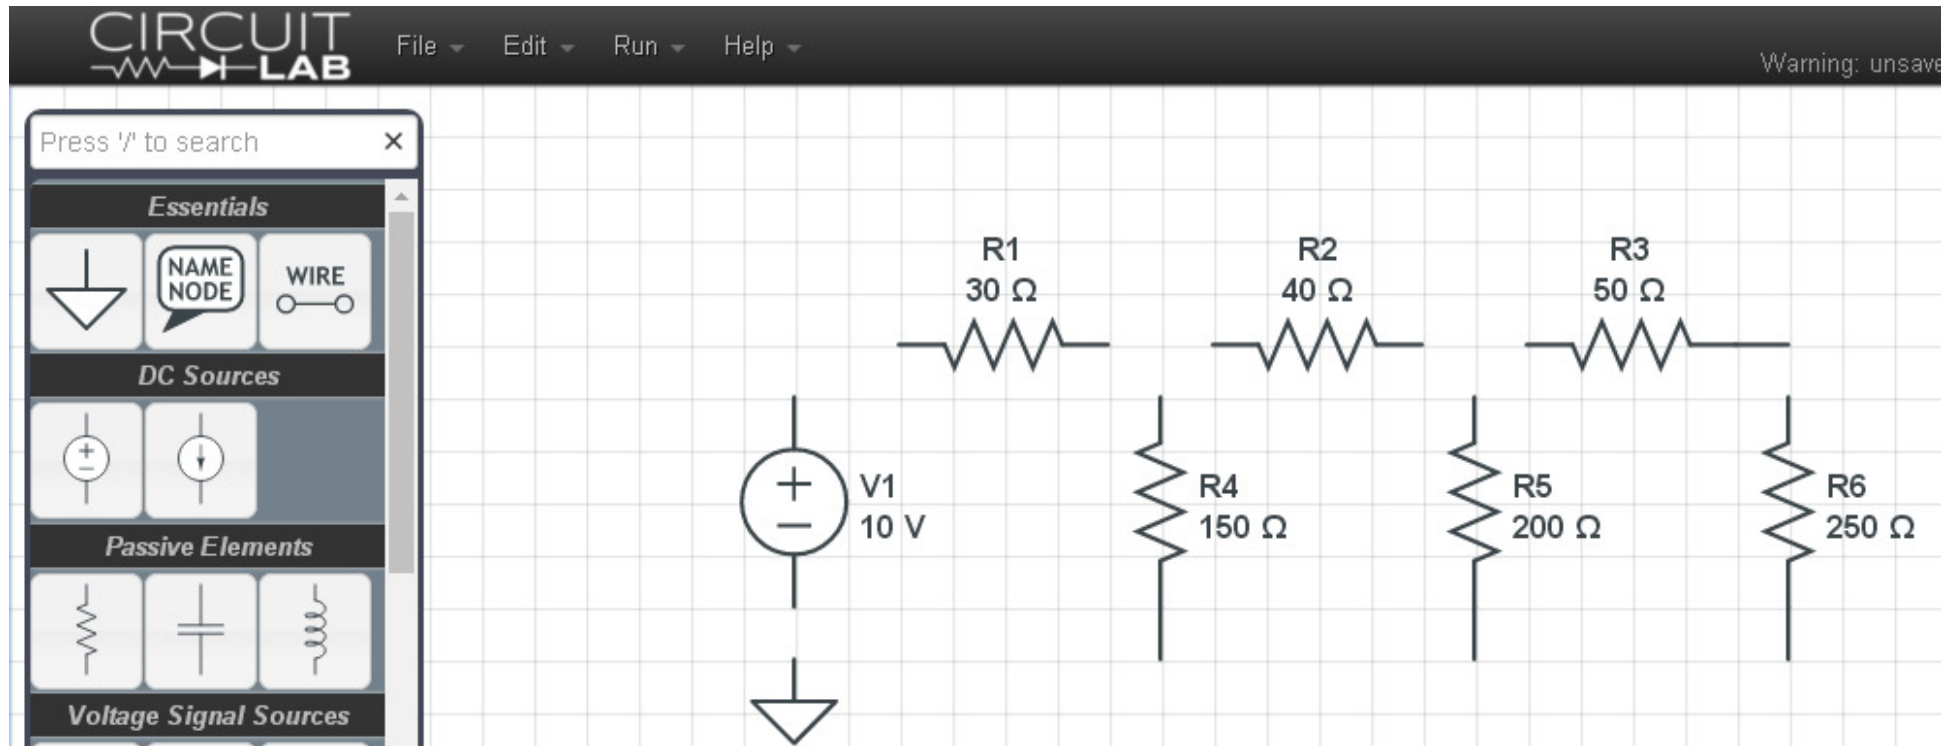 CIRCUIT
LAB
File Edit Run Help
Warning: unsave
Press '/' to search
Essentials
NAME
NODE
WIRE
DC Sources
Passive Elements
Voltage Signal Sources
R1
30 Ω
R2
40 Ω
R3
50 Ω
V1
10 V
R4
150 Ω
R5
200 Ω
R6
250 Ω